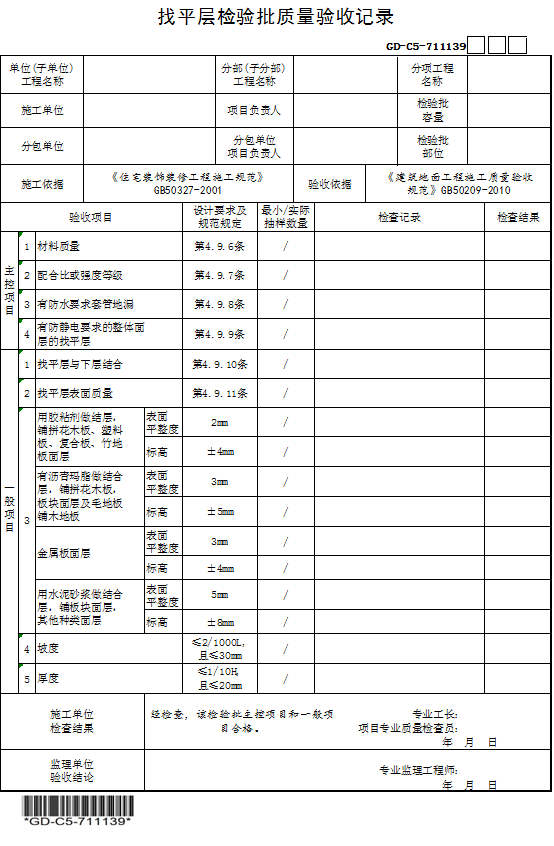 找平层检验批质量验收记录
GD-C5-711139
单位(子单位)
工程名称
分部(子分部)
工程名称
分项工程
名称
施工单位
项目负责人
检验批
容量
分包单位
分包单位
项目负责人
检验批
部位
施工依据
《住宅装饰装修工程施工规范》
GB50327-2001
验收依据
《建筑地面工程施工质量验收
规范》GB50209-2010
验收项目
设计要求及
规范规定
最小/实际
抽样数量
检查记录
检查结果
主控项目
1 材料质量 第4.9.6条 /
2 配合比或强度等级 第4.9.7条 /
3 有防水要求套管地漏 第4.9.8条 /
4 有防静电要求的整体面
层的找平层 第4.9.9条 /
一般项目
1 找平层与下层结合 第4.9.10条 /
2 找平层表面质量 第4.9.11条 /
3
用胶粘剂做结层,
铺拼花木板、塑料
板、复合板、竹地
板面层
表面
平整度 2mm /
标高 ±4mm /
有沥青玛脂做结合
层，铺拼花木板,
板块面层及毛地板
铺木地板
表面
平整度 3mm /
标高 ±5mm /
金属板面层
表面
平整度 3mm /
标高 ±4mm /
用水泥砂浆做结合
层，铺板块面层,
其他种类面层
表面
平整度 5mm /
标高 ±8mm /
4 坡度 ≤2/1000L,
且≤30mm /
5 厚度 ≤1/10H,
且≤20mm /
施工单位
检查结果
经检查，该检验批主控项目和一般项
目合格。
专业工长:
项目专业质量检查员:
年 月 日
监理单位
验收结论
专业监理工程师:
年 月 日
*GD-C5-711139*